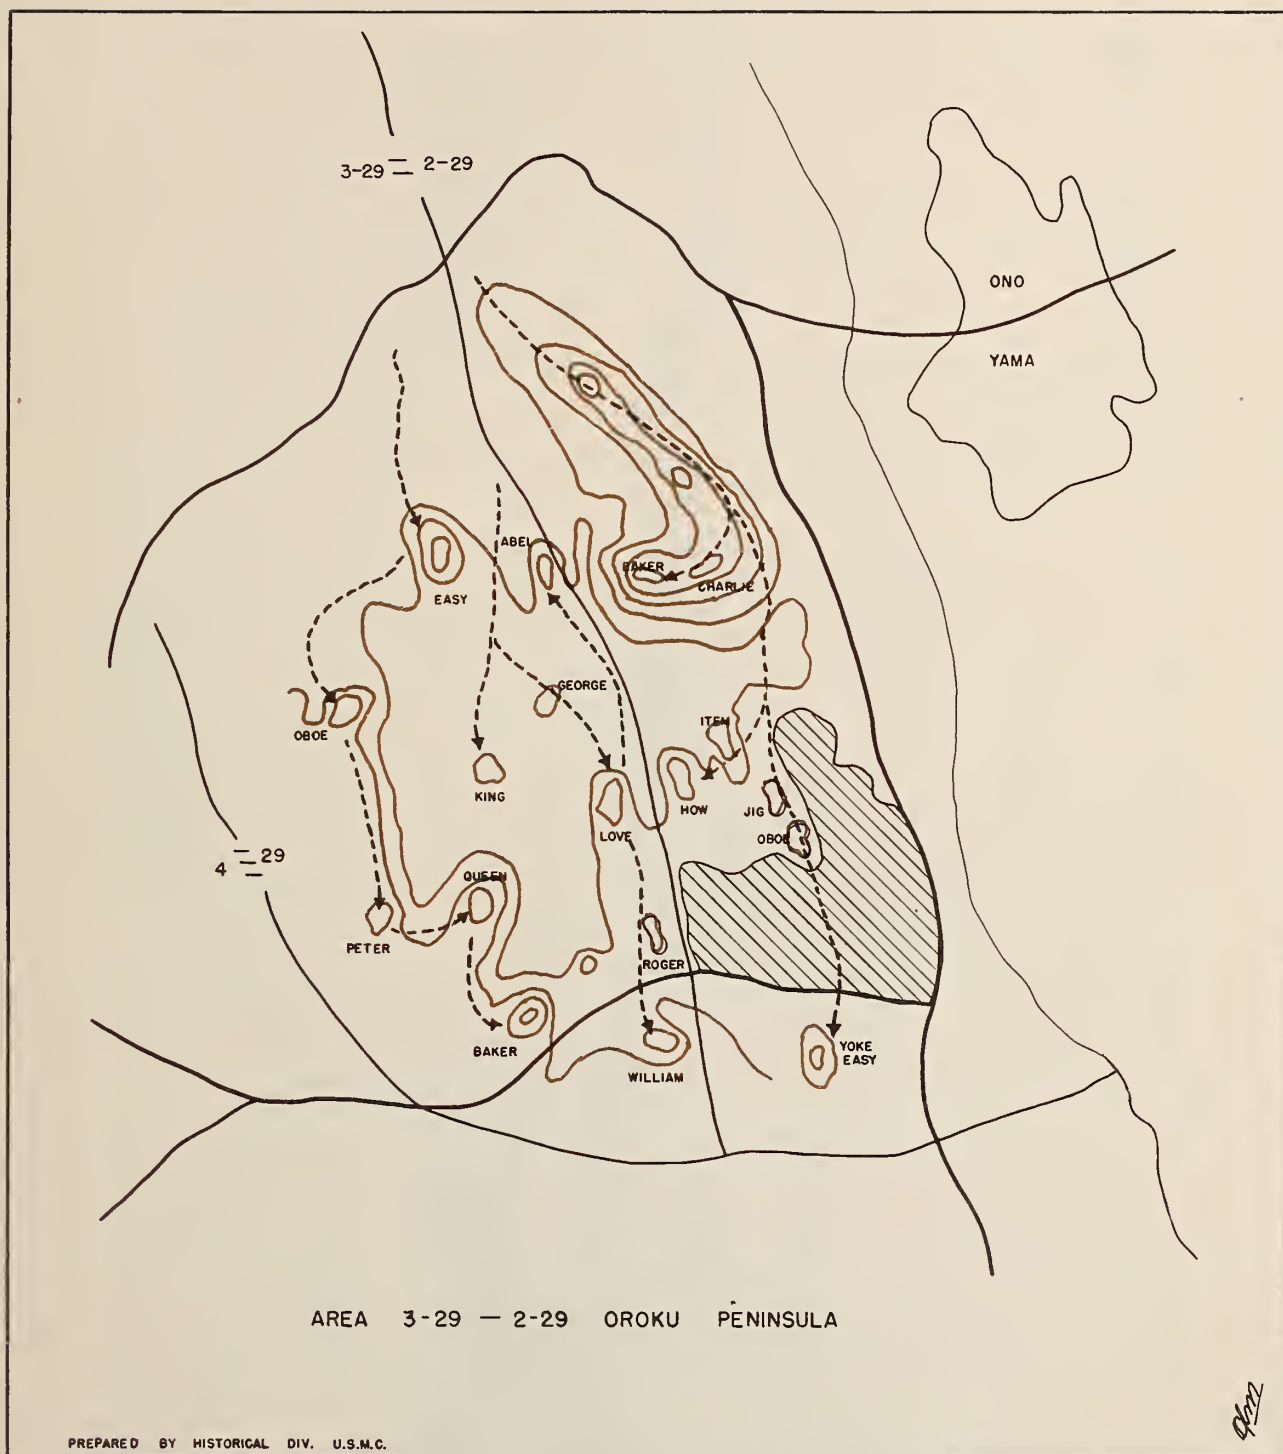 3-29 = 2-29
ONO
YAMA
ABEL
BAKER
CHARLIE
EASY
GEORGE
ITEM
OBOE
KING
HOW
JIG
LOVE
OBOE
4 = 29
QUEEN
PETER
ROGER
BAKER
WILLIAM
YOKE
EASY
AREA 3-29 — 2-29 OROKU PENINSULA
PREPARED BY HISTORICAL DIV. U.S.M.C.